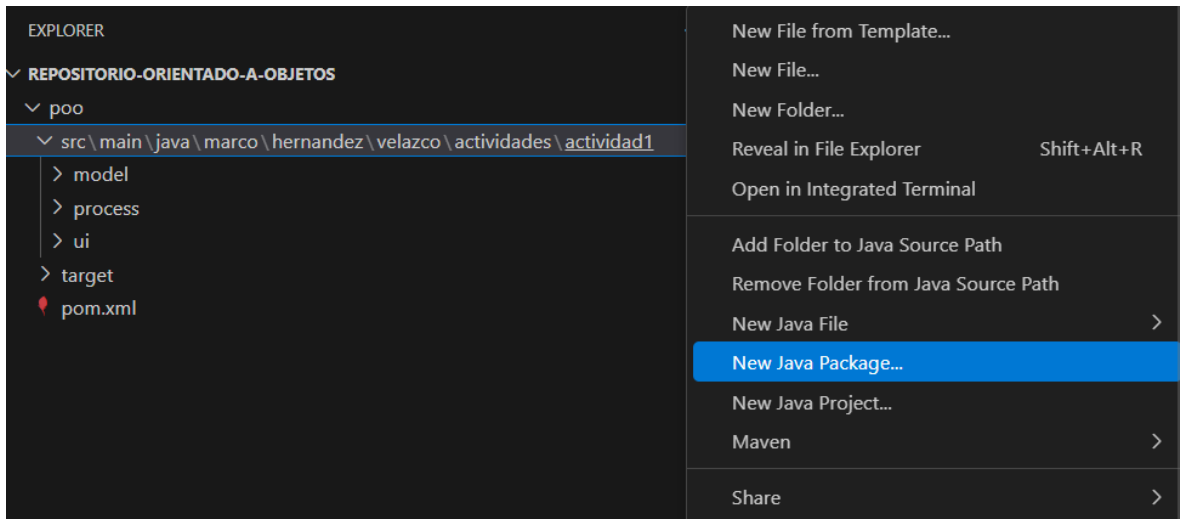 EXPLORER
REPOSITORIO-ORIENTADO-A-OBJETOS
poo
src\main\java\marco\hernandez\velazco\actividades\actividad1
model
process
ui
target
pom.xml
New File from Template...
New File...
New Folder...
Reveal in File Explorer Shift+Alt+R
Open in Integrated Terminal
Add Folder to Java Source Path
Remove Folder from Java Source Path
New Java File
New Java Package...
New Java Project...
Maven
Share